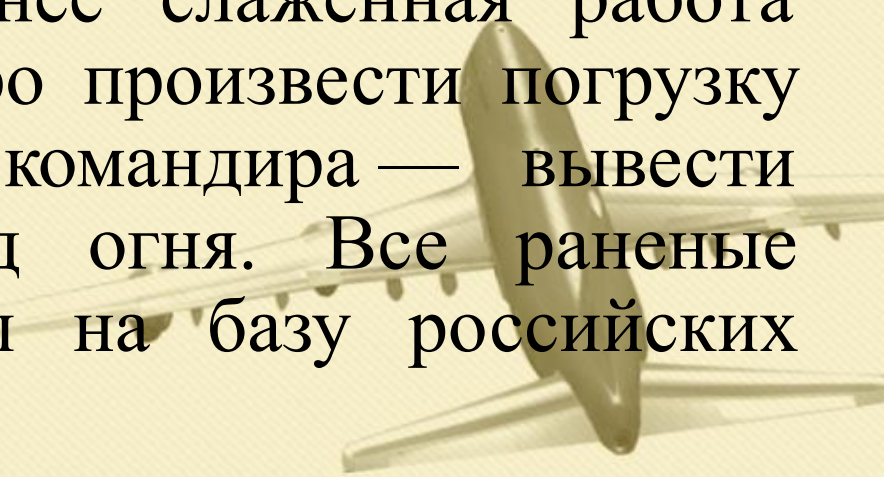 слаженная работа
произвести погрузку
командира — вывести
огня. Все раненые
на базу российских